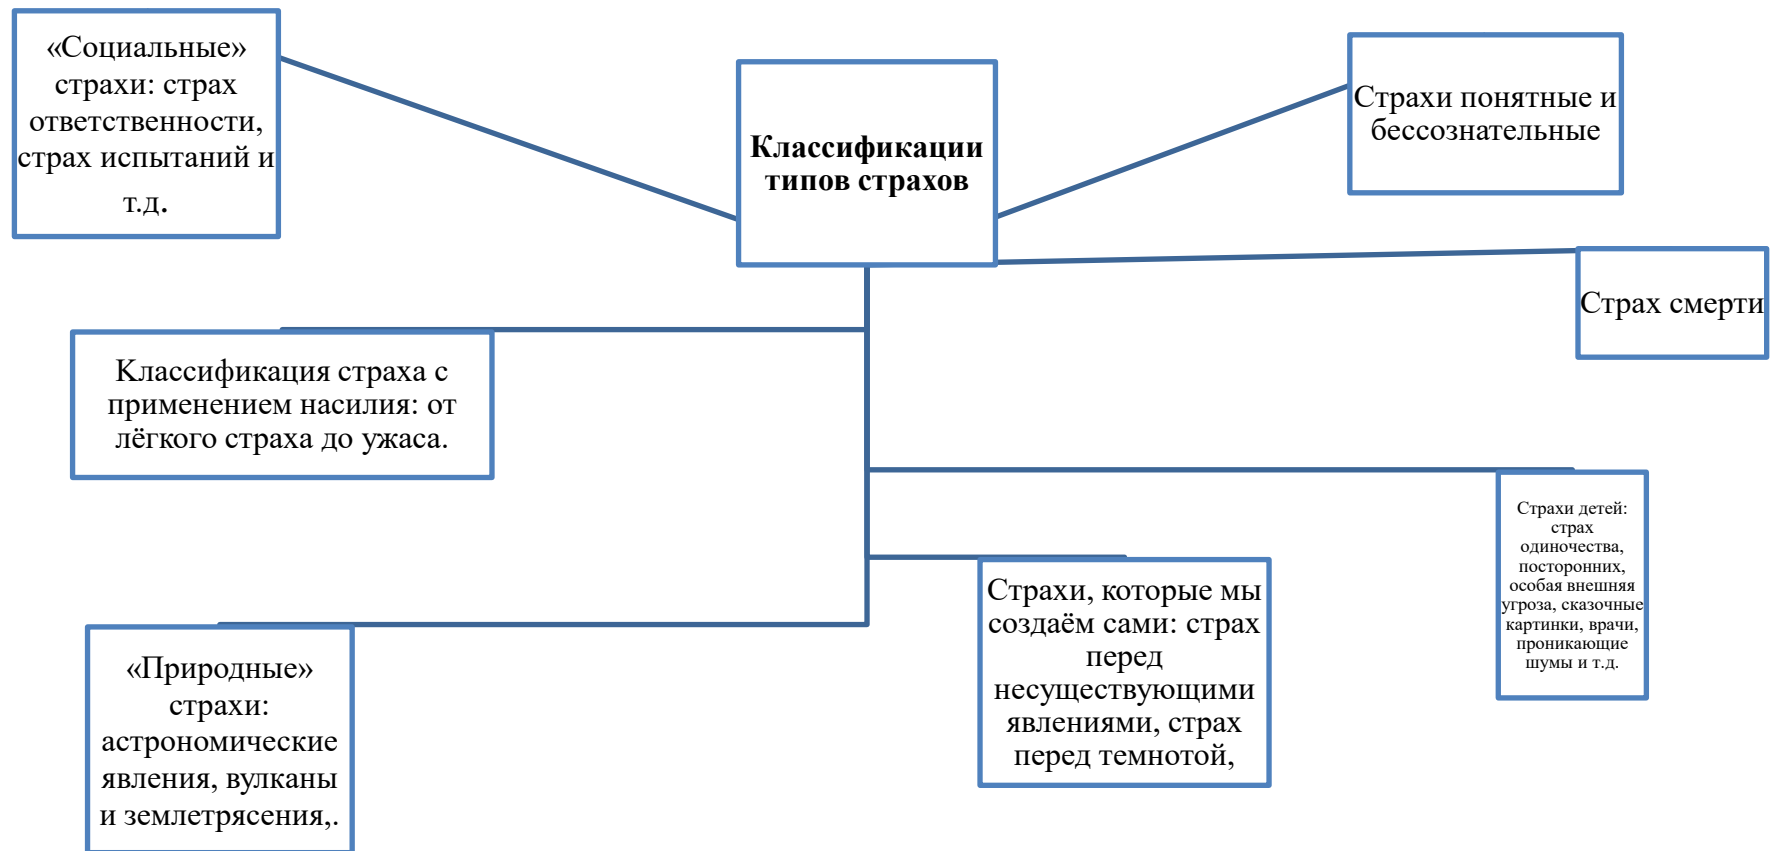 «Социальные»
страхи: страх
ответственности,
страх испытаний и
т.д.
Классификации
типов страхов
Страхи понятные и
бессознательные
Страх смерти
Классификация страха с
применением насилия: от
лёгкого страха до ужаса.
Страхи детей:
страх
одиночества,
посторонних,
особая внешняя
угроза, сказочные
картинки, врачи,
проникающие
шумы и т.д.
Страхи, которые мы
создаём сами: страх
перед
несуществующими
явлениями, страх
перед темнотой,
«Природные»
страхи:
астрономические
явления, вулканы
и землетрясения,.